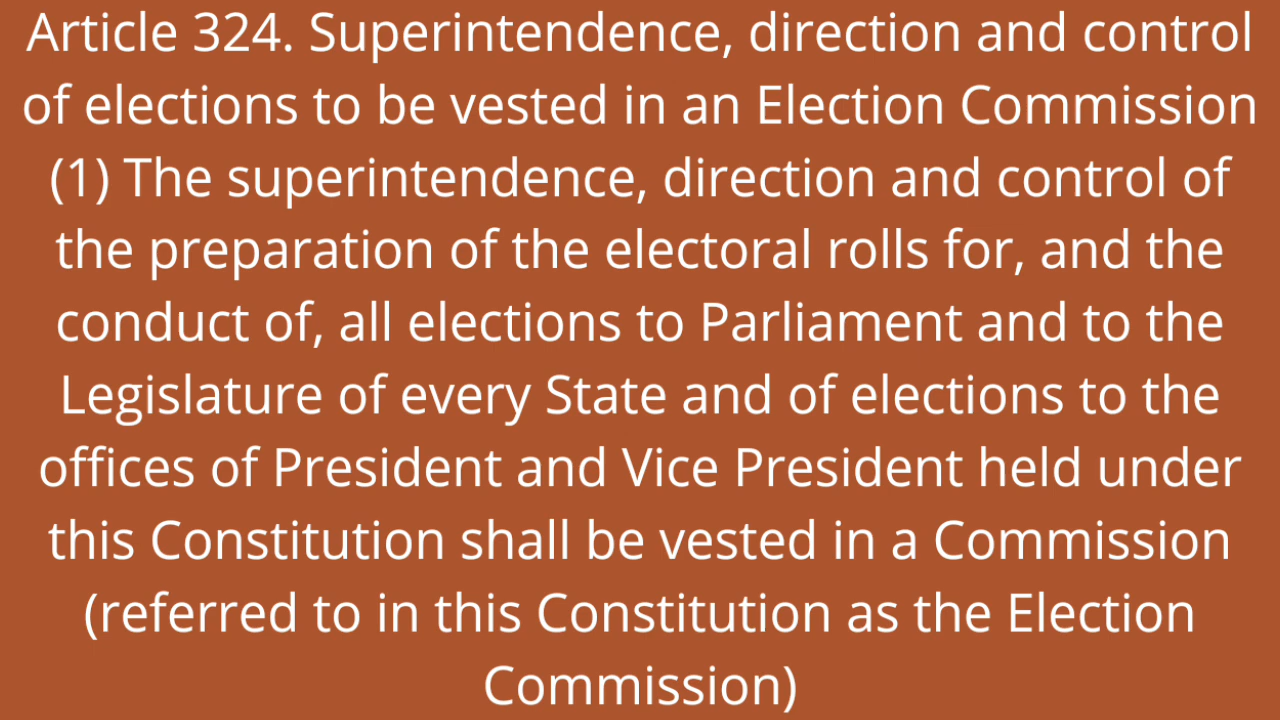 Article 324. Superintendence, direction and control
of elections to be vested in an Election Commission
(1) The superintendence, direction and control of
the preparation of the electoral rolls for, and the
conduct of, all elections to Parliament and to the
Legislature of every State and of elections to the
offices of President and Vice President held under
this Constitution shall be vested in a Commission
(referred to in this Constitution as the Election
Commission)